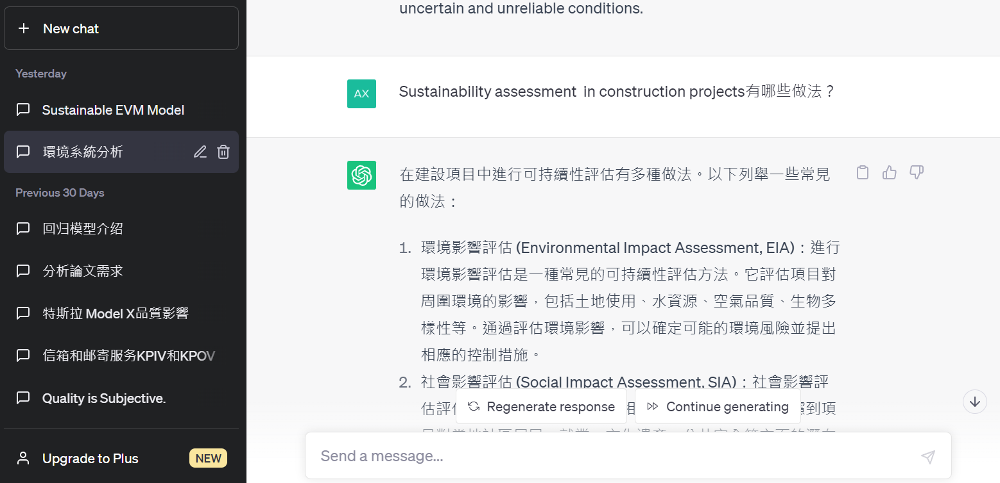 New chat
Yesterday
Sustainable EVM Model
環境系統分析
Previous 30 Days
回归模型介绍
分析論文需求
特斯拉 Model X品質影響
信箱和邮寄服务KPIV和KPOV
Quality is Subjective.
Upgrade to Plus
NEW
uncertain and unreliable conditions.
AX
Sustainability assessment  in construction projects有哪些做法？
在建設項目中進行可持續性評估有多種做法。以下列舉一些常見
的做法：
1. 環境影響評估 (Environmental Impact Assessment, EIA)：進行
環境影響評估是一種常見的可持續性評估方法。它評估項目對
周圍環境的影響，包括土地使用、水資源、空氣品質、生物多
樣性等。通過評估環境影響，可以確定可能的環境風險並提出
相應的控制措施。
2. 社會影響評估 (Social Impact Assessment, SIA)：社會影響評
估評
到項
Regenerate response
Continue generating
Send a message...